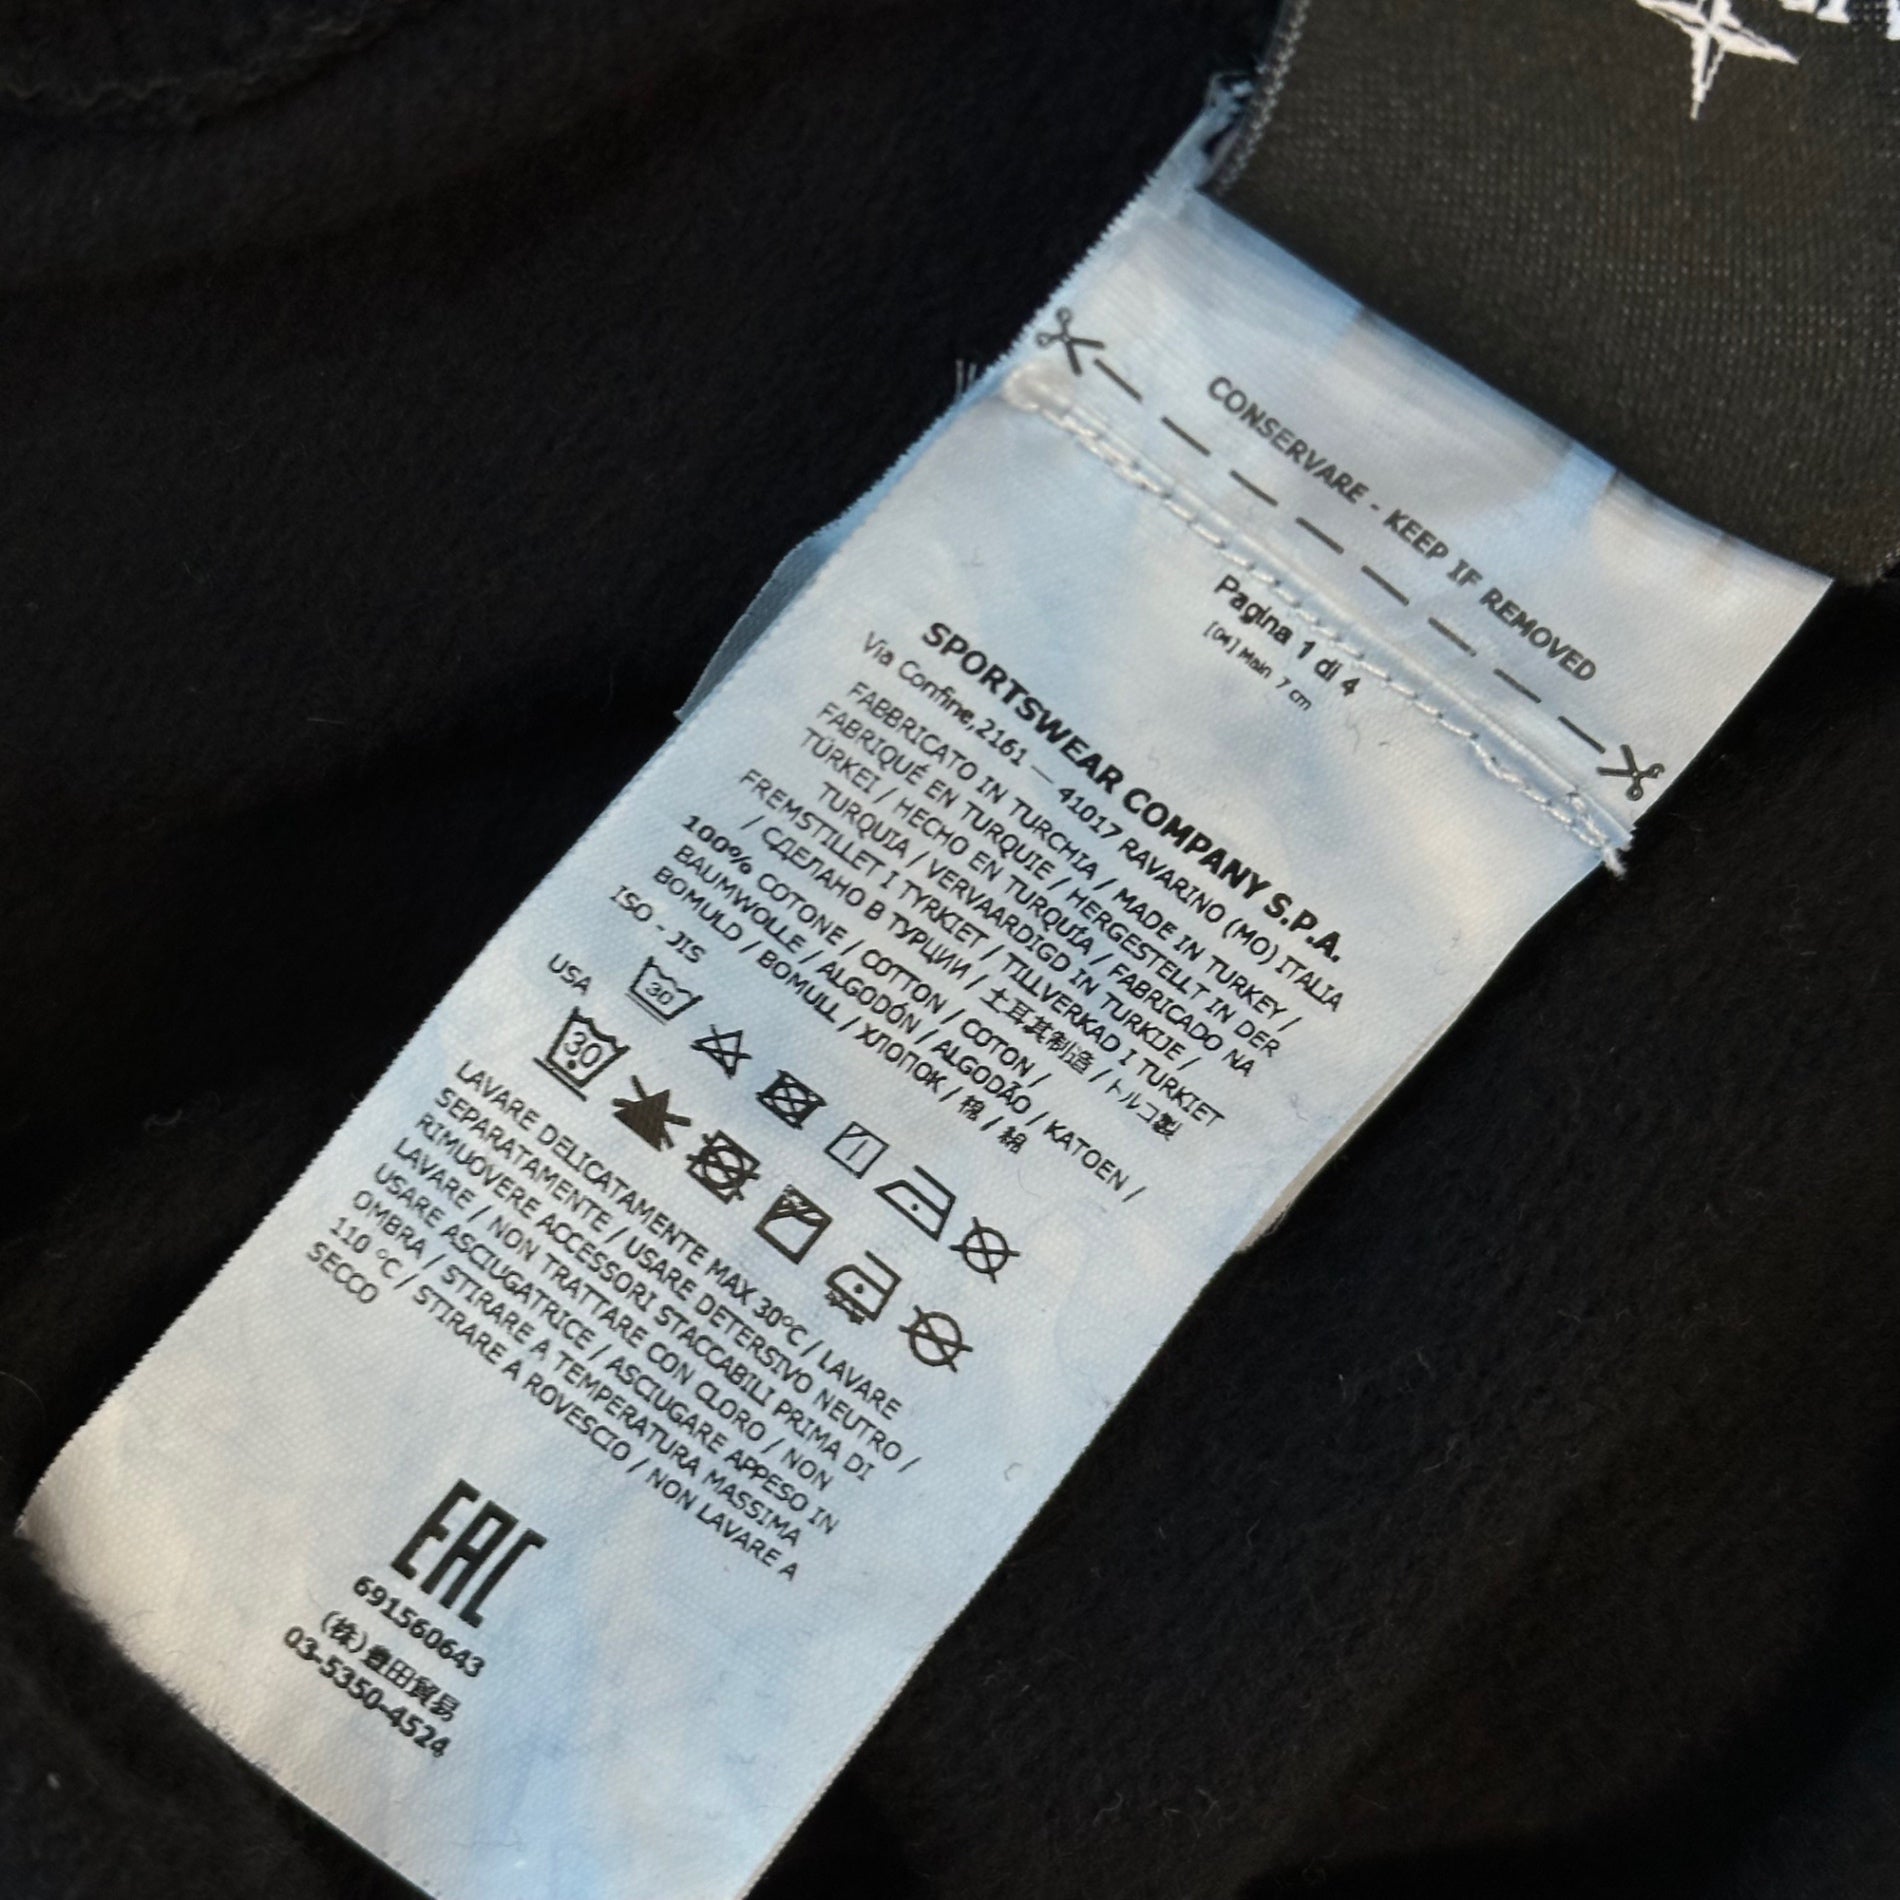 CONSERVARE - KEEP IF REMOVED
Pagina 1 di 4
[04] Main 7 cm
SPORTSWEAR COMPANY S.P.A.
Via Confine,2161 — 41017 RAVARINO (MO) ITALIA
FABBRICATO IN TURCHIA / MADE IN TURKEY /
FABRIQUÉ EN TURQUIE / HERGESTELLT IN DER
TÜRKEI / HECHO EN TURQUÍA / FABRICADO NA
TURQUIA / VERVAARDIGD IN TURKIJE /
FREMSTILLET I TYRKIET / TILLVERKAD I TURKIET
/ СДЕЛАНО В ТУРЦИИ / 土耳其制造 / トルコ製
100% COTONE / COTTON / COTON /
BAUMWOLLE / ALGODÓN / ALGODÃO / KATOEN /
BOMULD / BOMULL / ХЛОПОК / 棉 / 綿
ISO - JIS
30
USA
30
LAVARE DELICATAMENTE MAX 30°C / LAVARE
SEPARATAMENTE / USARE DETERSIVO NEUTRO /
RIMUOVERE ACCESSORI STACCABILI PRIMA DI
LAVARE / NON TRATTARE CON CLORO / NON
USARE ASCIUGATRICE / ASCIUGARE APPESO IN
OMBRA / STIRARE A TEMPERATURA MASSIMA
110 °C / STIRARE A ROVESCIO / NON LAVARE A
SECCO
EAC
691560643
(株)豊田貿易
03-5350-4524